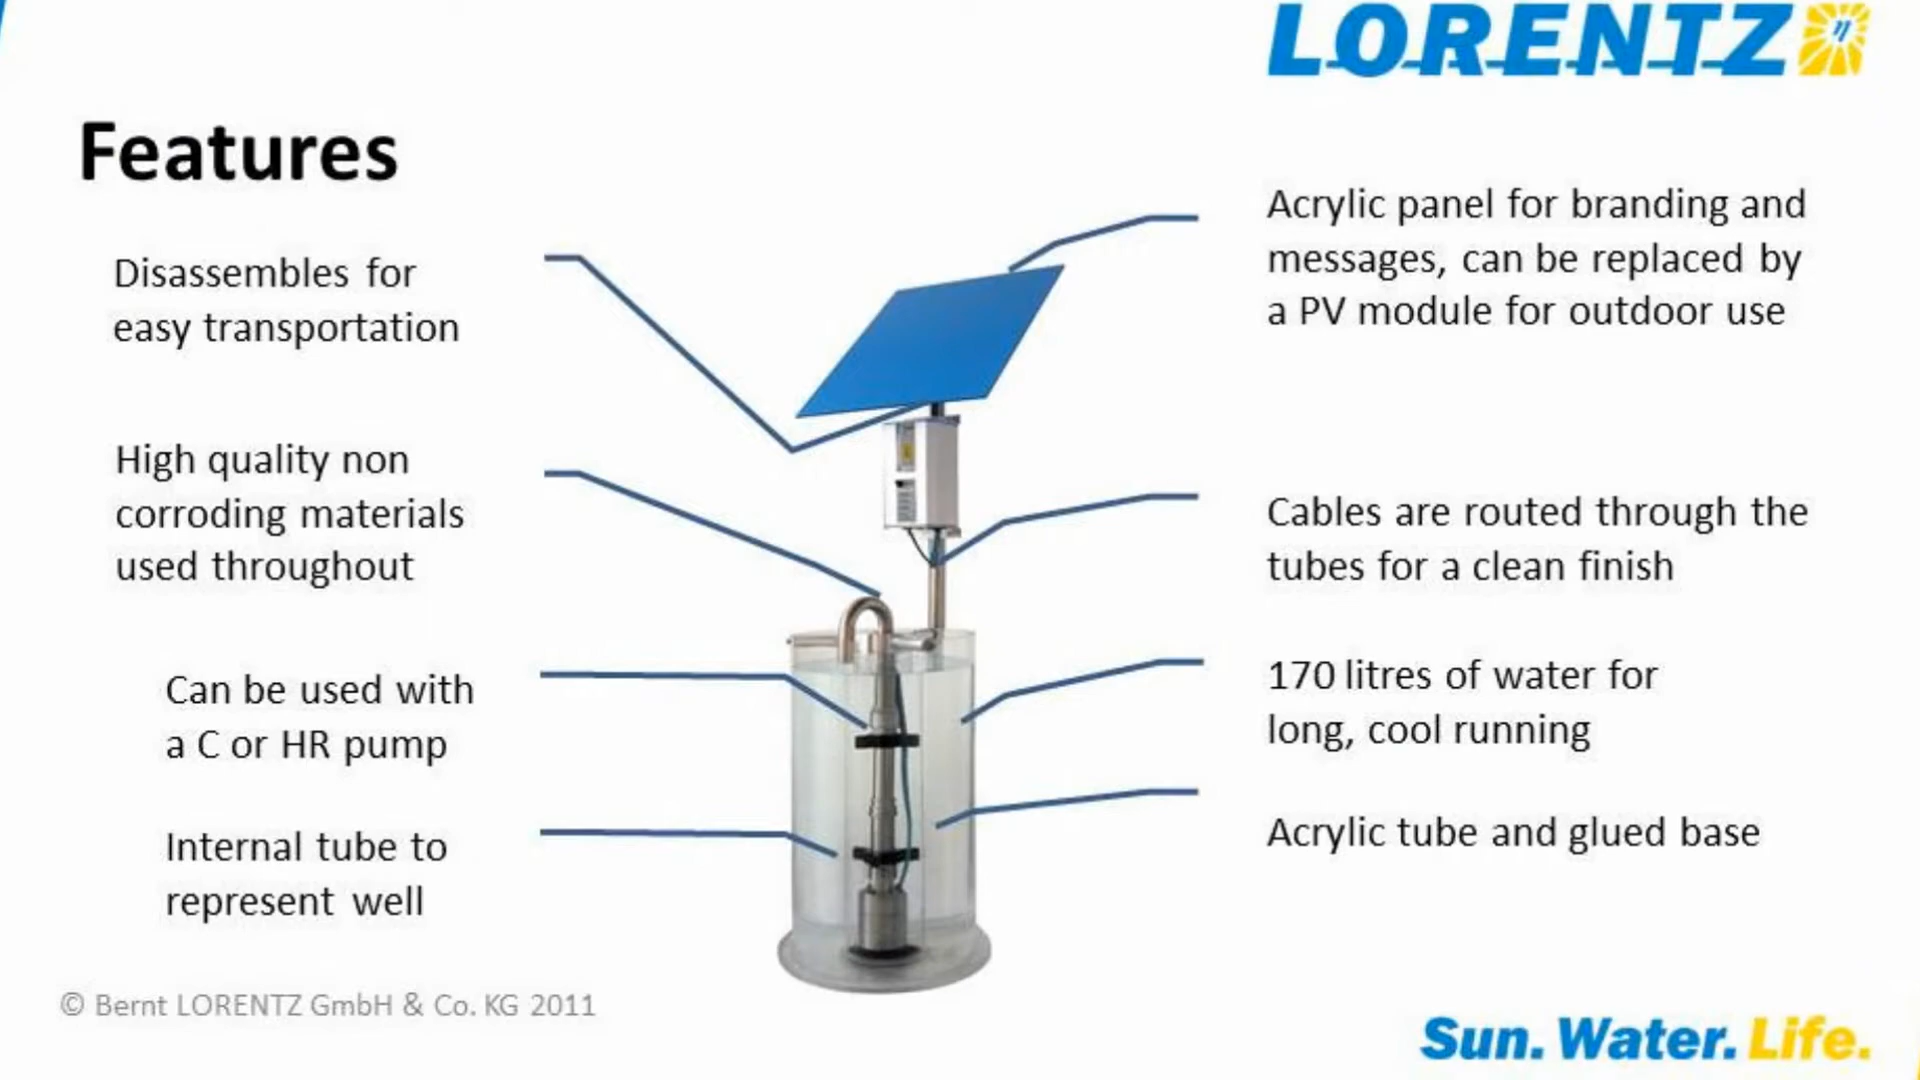 LORENTZ
Features
Disassembles for
easy transportation
High quality non
corroding materials
used throughout
Can be used with
a C or HR pump
Internal tube to
represent well
Acrylic panel for branding and
messages, can be replaced by
a PV module for outdoor use
Cables are routed through the
tubes for a clean finish
170 litres of water for
long, cool running
Acrylic tube and glued base
© Bernt LORENTZ GmbH & Co. KG 2011
Sun. Water. Life.